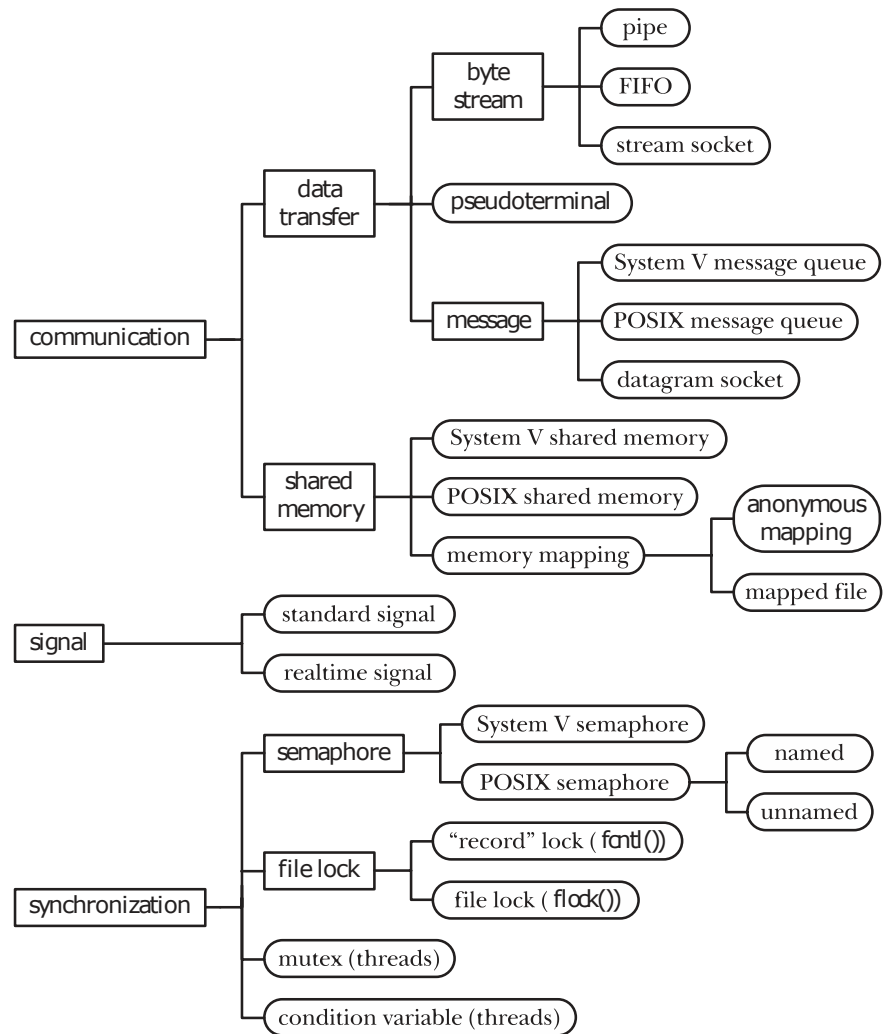 pipe
byte
stream
FIFO
stream socket
data
transfer
pseudoterminal
System V message queue
message
POSIX message queue
communication
datagram socket
System V shared memory
shared
memory
POSIX shared memory
anonymous
mapping
memory mapping
mapped file
standard signal
signal
realtime signal
System V semaphore
semaphore
named
POSIX semaphore
unnamed
“record” lock ( fcntl())
file lock
file lock ( flock())
synchronization
mutex (threads)
condition variable (threads)